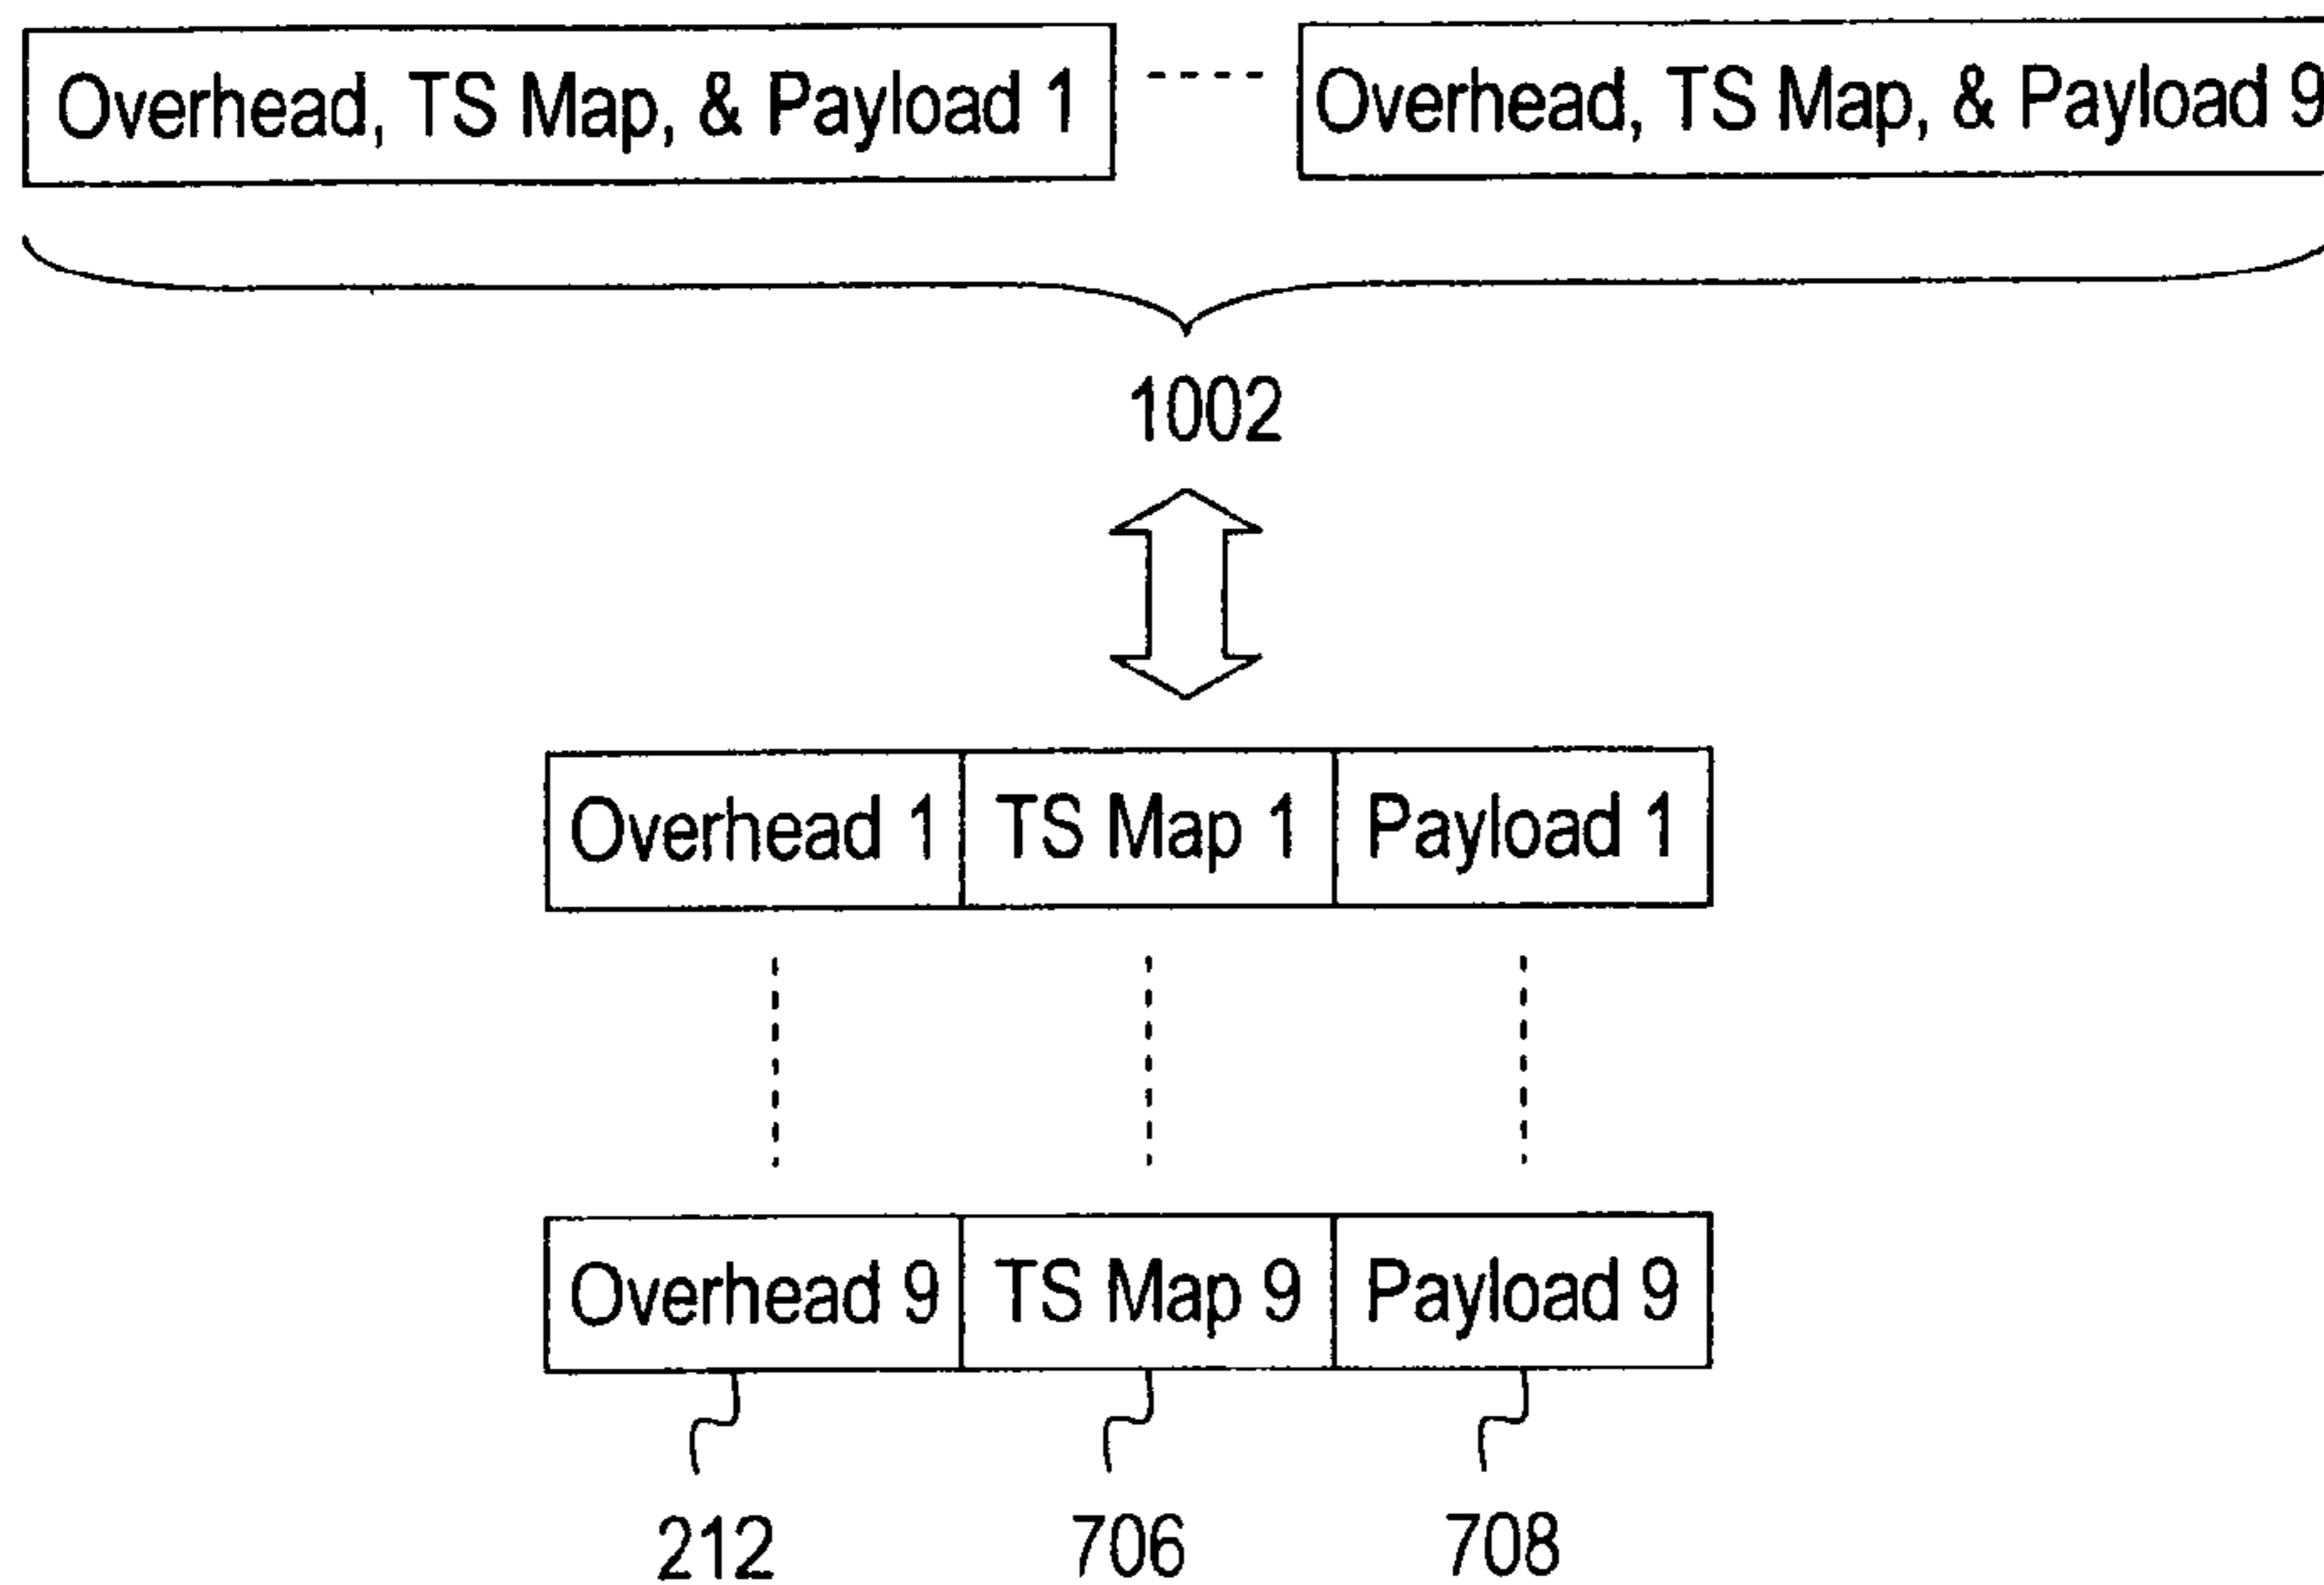 Overhead, TS Map, & Payload 1 Overhead, TS Map, & Payload 9
1002
Overhead 1 TS Map 1 Payload 1
Overhead 9 TS Map 9 Payload 9
212 706 708